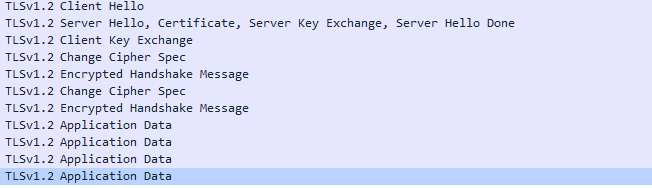 TLSv1.2 Client Hello
TLSv1.2 Server Hello, Certificate, Server Key Exchange, Server Hello Done
TLSv1.2 Client Key Exchange
TLSv1.2 Change Cipher Spec
TLSv1.2 Encrypted Handshake Message
TLSv1.2 Change Cipher Spec
TLSv1.2 Encrypted Handshake Message
TLSv1.2 Application Data
TLSv1.2 Application Data
TLSv1.2 Application Data
TLSv1.2 Application Data